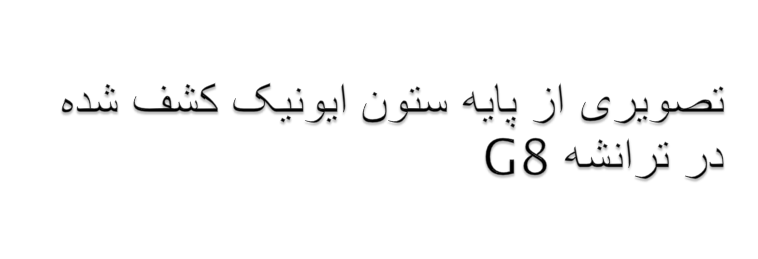 تصویری از پایه ستون ایونیک کشف شده
در ترانشه G8